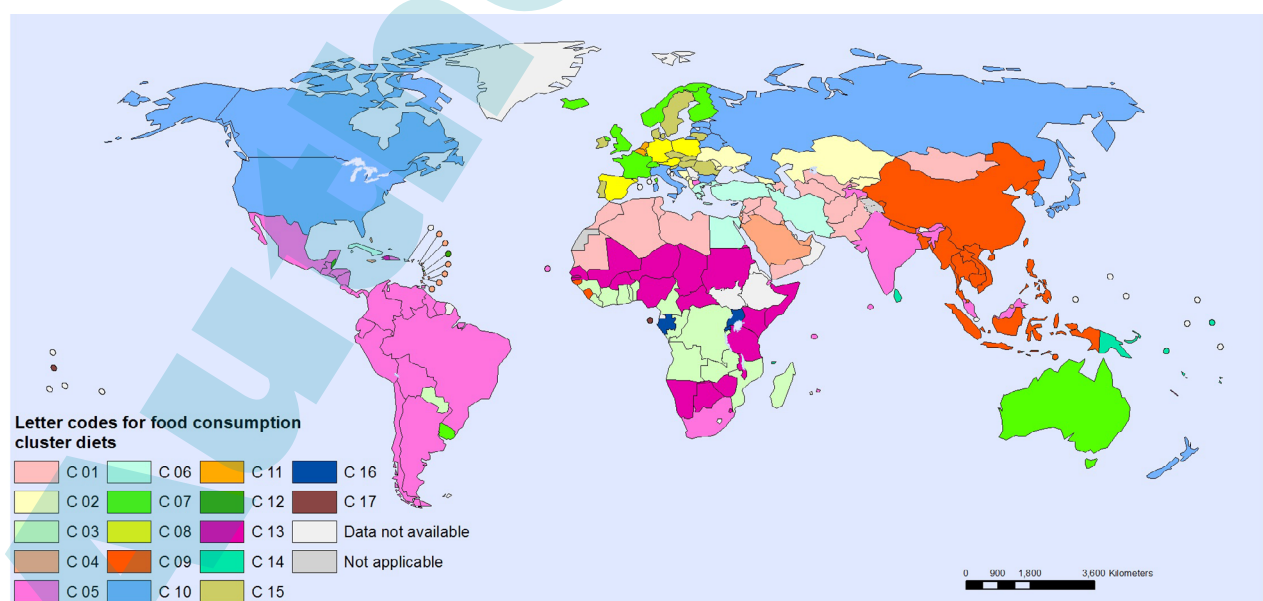 Letter codes for food consumption
cluster diets
C 01 C 06 C 11 C 16
C 02 C 07 C 12 C 17
C 03 C 08 C 13 Data not available
C 04 C 09 C 14 Not applicable
C 05 C 10 C 15
0 900 1,800 3,600 Kilometers